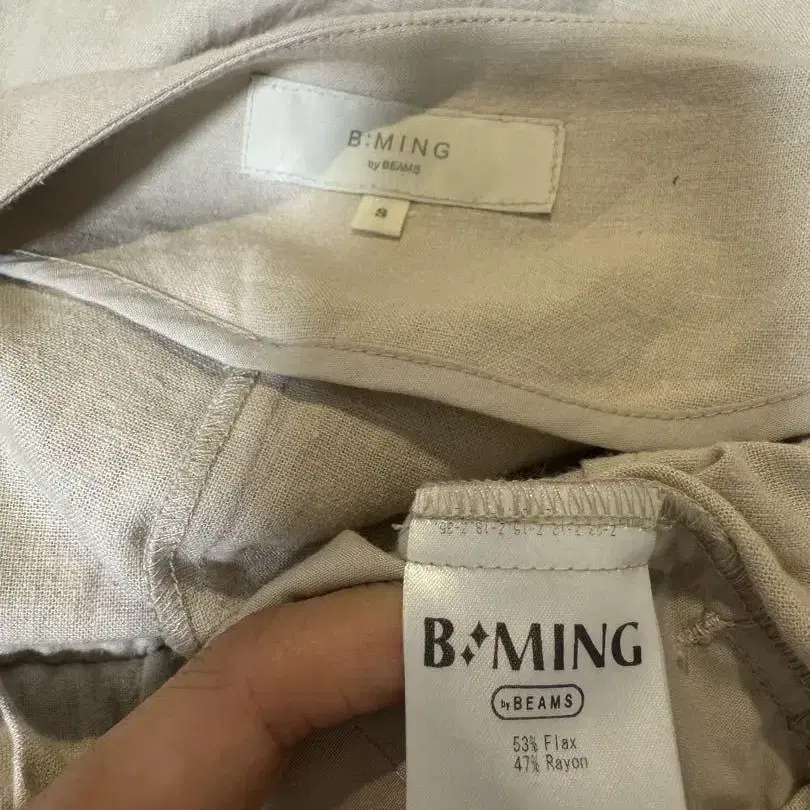 B:MING
by BEAMS
S
B:MING
by BEAMS
53% Flax
47% Rayon